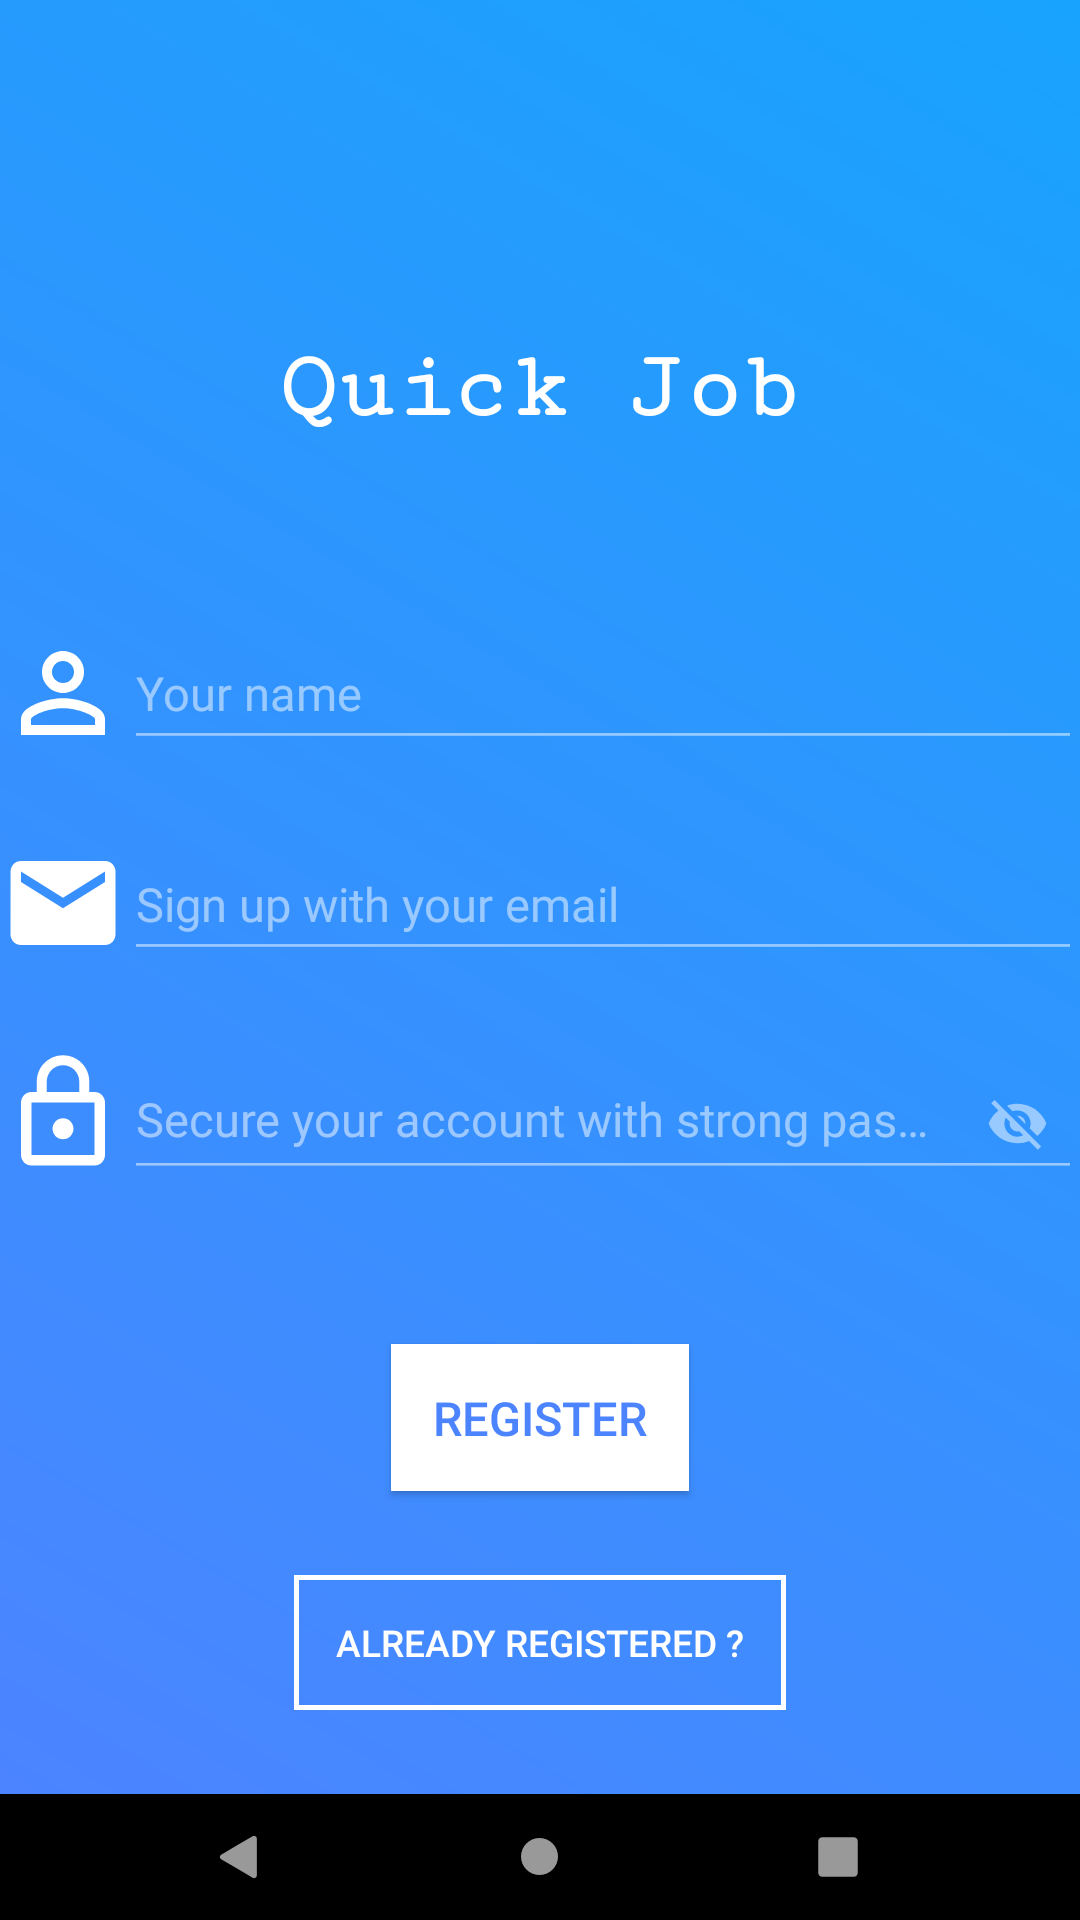 Quick Job
Your name
Sign up with your email
Secure your account with strong pas...
REGISTER
ALREADY REGISTERED ?